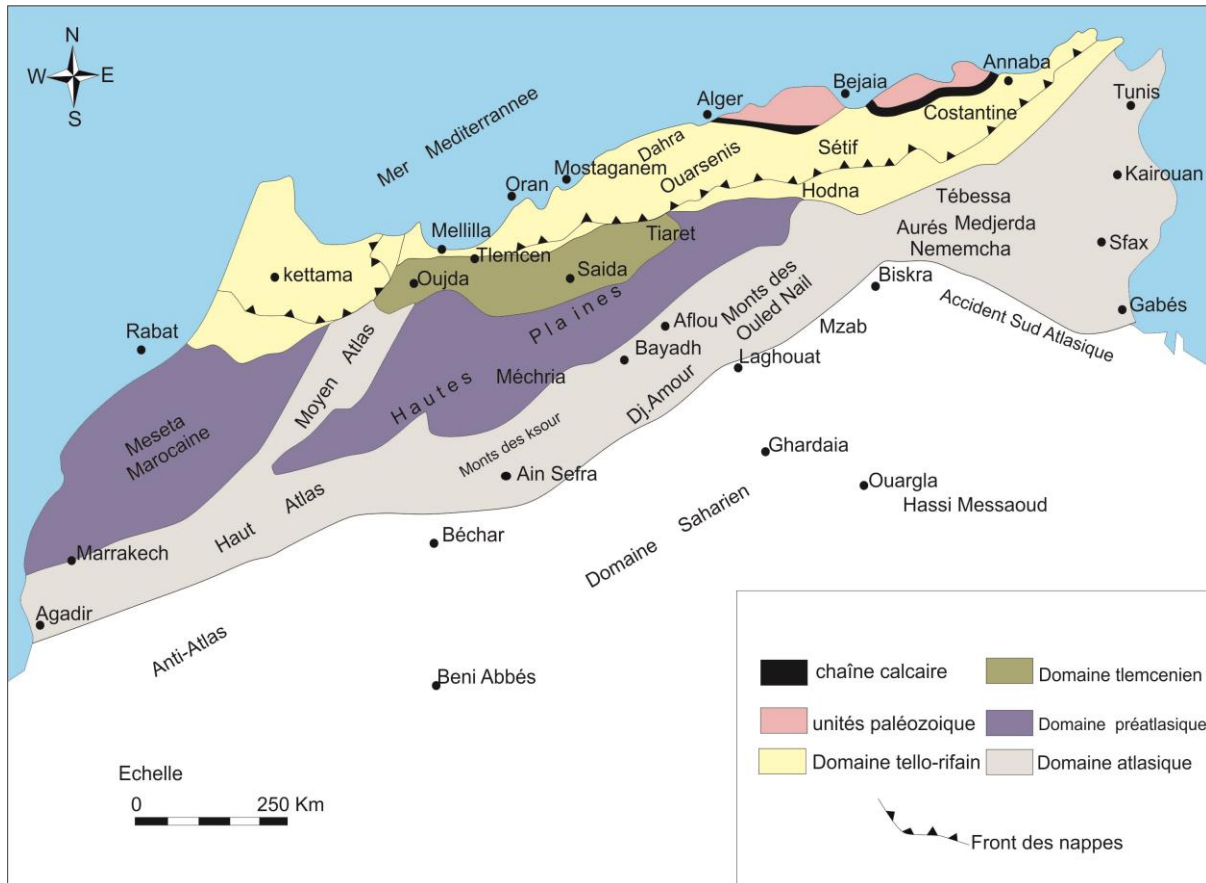 N
W E
S
Mer Mediterrannee
Alger
Bejaia
Annaba
Tunis
Costantine
Dahra
Ouarsenis
Sétif
Mostaganem
Oran
Hodna
Kairouan
Tébessa
Aurés Medjerda
Nememcha
Sfax
Mellilla
Tlemcen
Tiaret
kettama
Oujda
Saida
Biskra
Gabés
Accident Sud Atlasique
Rabat
Moyen Atlas
Hautes Plaines
Aflou
Monts des
Ouled Nail
Mzab
Bayadh
Laghouat
Méchria
Dj.Amour
Meseta
Marocaine
Monts des ksour
Ain Sefra
Ghardaia
Ouargla
Hassi Messaoud
Haut Atlas
Béchar
Domaine Saharien
Marrakech
Agadir
Anti-Atlas
Beni Abbés
Echelle
0 250 Km
chaîne calcaire
Domaine tlemcenien
unités paléozoique
Domaine préatlasique
Domaine tello-rifain
Domaine atlasique
Front des nappes